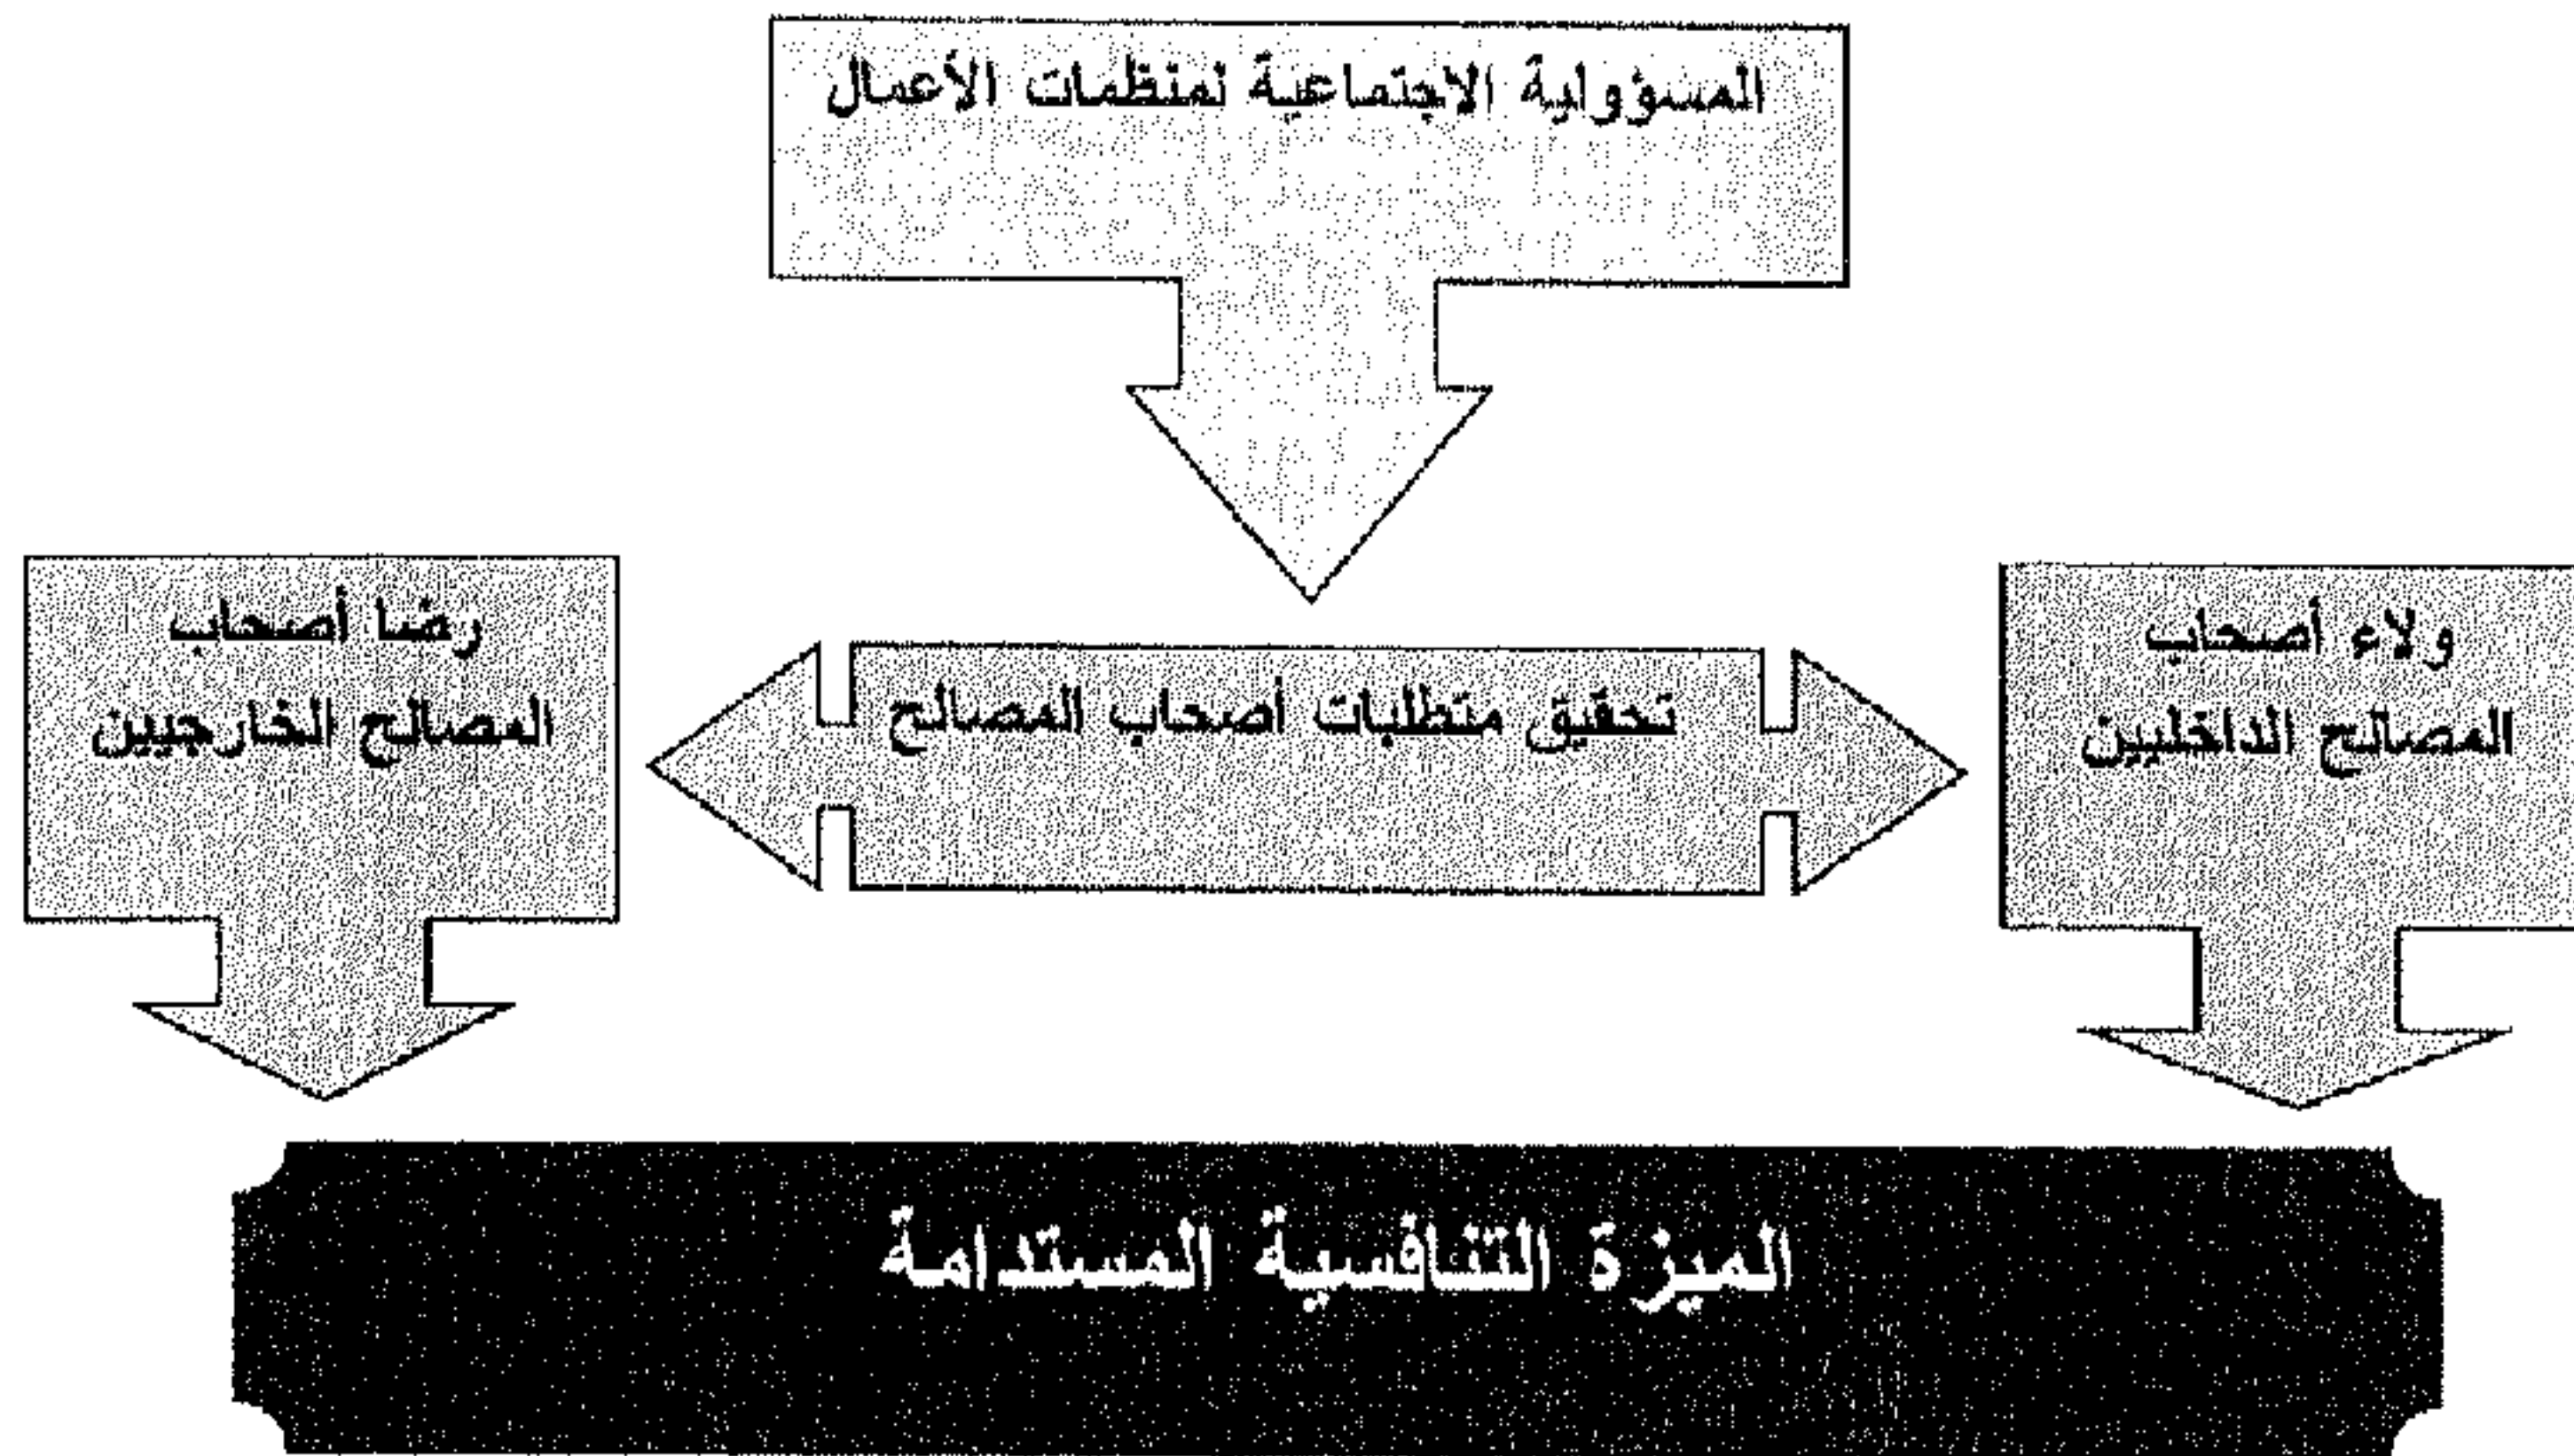 المسؤولية الاجتماعية لمنظمات الأعمال
ولاء أصحاب
المصالح الداخليين
تحقيق متطلبات أصحاب المصالح
رضا أصحاب
المصالح الخارجيين
الميزة التنافسية المستدامة